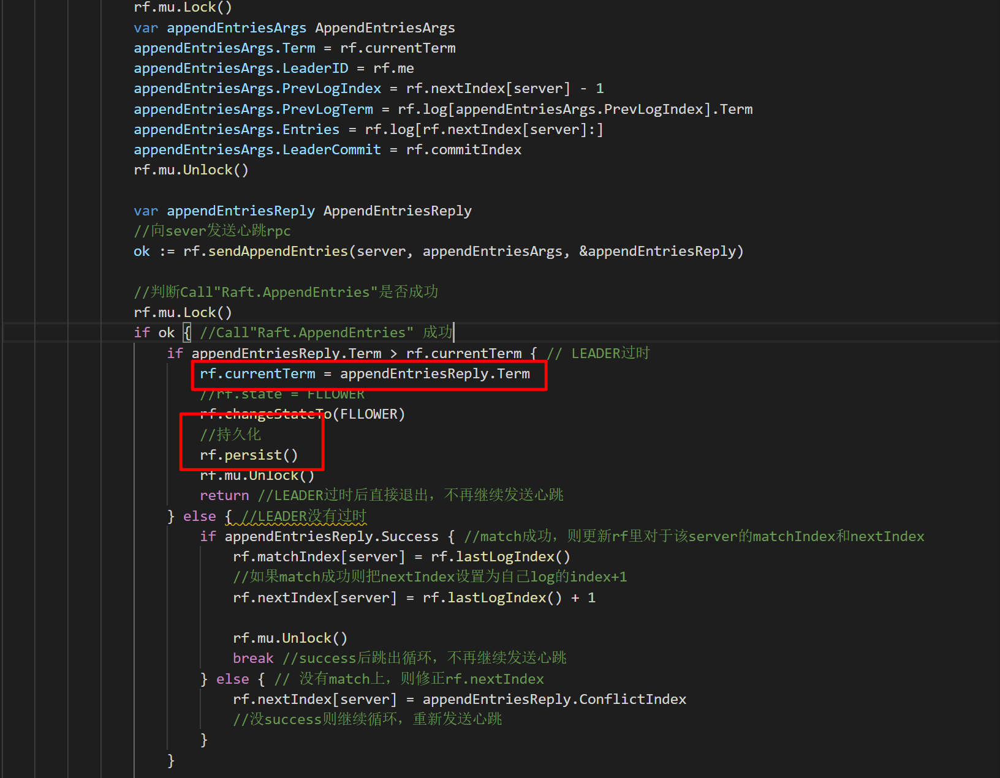 rf.mu.Lock()
var appendEntriesArgs AppendEntriesArgs
appendEntriesArgs.Term = rf.currentTerm
appendEntriesArgs.LeaderID = rf.me
appendEntriesArgs.PrevLogIndex = rf.nextIndex[server] - 1
appendEntriesArgs.PrevLogTerm = rf.log[appendEntriesArgs.PrevLogIndex].Term
appendEntriesArgs.Entries = rf.log[rf.nextIndex[server]:]
appendEntriesArgs.LeaderCommit = rf.commitIndex
rf.mu.Unlock()
var appendEntriesReply AppendEntriesReply
//向sever发送心跳rpc
ok := rf.sendAppendEntries(server, appendEntriesArgs, &appendEntriesReply)
//判断Call"Raft.AppendEntries"是否成功
rf.mu.Lock()
if ok { //Call"Raft.AppendEntries" 成功
if appendEntriesReply.Term > rf.currentTerm { // LEADER过时
rf.currentTerm = appendEntriesReply.Term
//rf.state = FLLOWER
rf.changeStateTo(FLLOWER)
//持久化
rf.persist()
rf.mu.Unlock()
return //LEADER过时后直接退出，不再继续发送心跳
} else { //LEADER没有过时
if appendEntriesReply.Success { //match成功，则更新rf里对于该server的matchIndex和nextIndex
rf.matchIndex[server] = rf.lastLogIndex()
//如果match成功则把nextIndex设置为自己log的index+1
rf.nextIndex[server] = rf.lastLogIndex() + 1
rf.mu.Unlock()
break //success后跳出循环，不再继续发送心跳
} else { // 没有match上，则修正rf.nextIndex
rf.nextIndex[server] = appendEntriesReply.ConflictIndex
//没success则继续循环，重新发送心跳
}
}